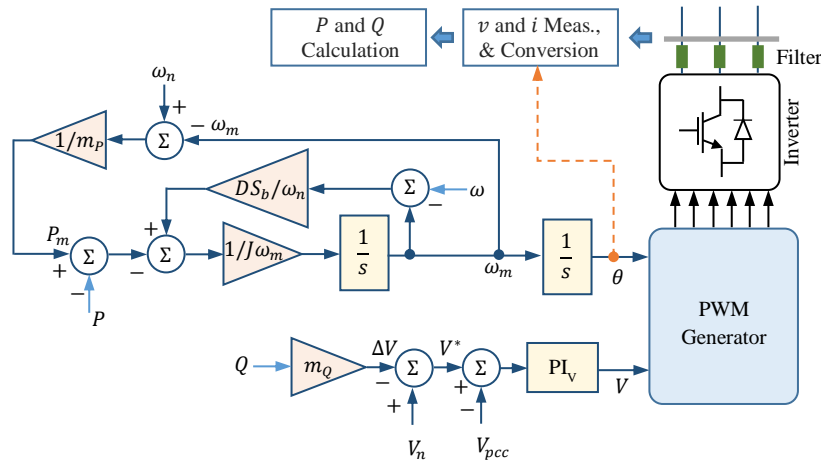 P and Q
Calculation
v and i Meas.,
& Conversion
Filter
Inverter
ω_n
+
Σ
− ω_m
1/m_P
DS_b/ω_n
Σ
−
ω
P_m
+
Σ
−
P
+
−
Σ
1/Jω_m
1/s
ω_m
1/s
θ
PWM
Generator
Q
m_Q
ΔV
−
Σ
+
V_n
V*
+
Σ
−
V_pcc
PI_V
V